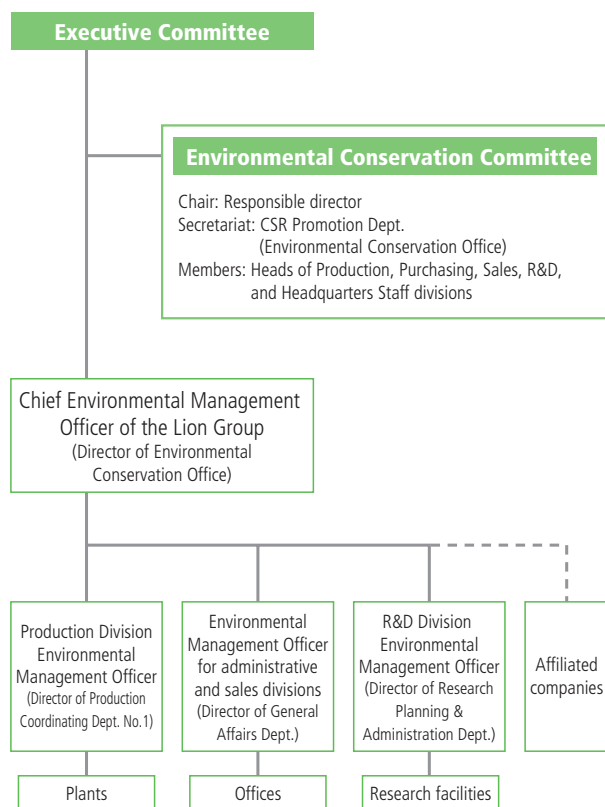 Executive Committee
Environmental Conservation Committee
Chair: Responsible director
Secretariat: CSR Promotion Dept.
(Environmental Conservation Office)
Members: Heads of Production, Purchasing, Sales, R&D,
and Headquarters Staff divisions
Chief Environmental Management
Officer of the Lion Group
(Director of Environmental
Conservation Office)
Production Division
Environmental
Management Officer
(Director of Production
Coordinating Dept. No.1)
Environmental
Management Officer
for administrative
and sales divisions
(Director of General
Affairs Dept.)
R&D Division
Environmental
Management Officer
(Director of Research
Planning &
Administration Dept.)
Affiliated
companies
Plants
Offices
Research facilities